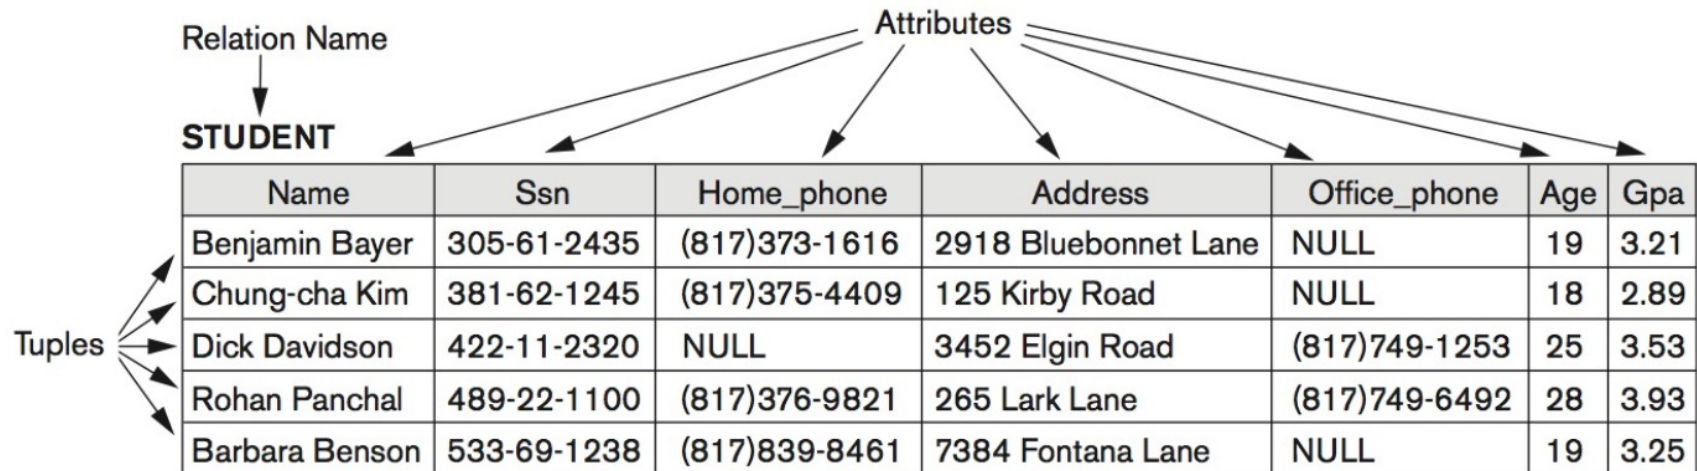 Attributes
Relation Name
STUDENT
Name Ssn Home_phone Address Office_phone Age Gpa
Benjamin Bayer 305-61-2435 (817)373-1616 2918 Bluebonnet Lane NULL 19 3.21
Chung-cha Kim 381-62-1245 (817)375-4409 125 Kirby Road NULL 18 2.89
Tuples Dick Davidson 422-11-2320 NULL 3452 Elgin Road (817)749-1253 25 3.53
Rohan Panchal 489-22-1100 (817)376-9821 265 Lark Lane (817)749-6492 28 3.93
Barbara Benson 533-69-1238 (817)839-8461 7384 Fontana Lane NULL 19 3.25